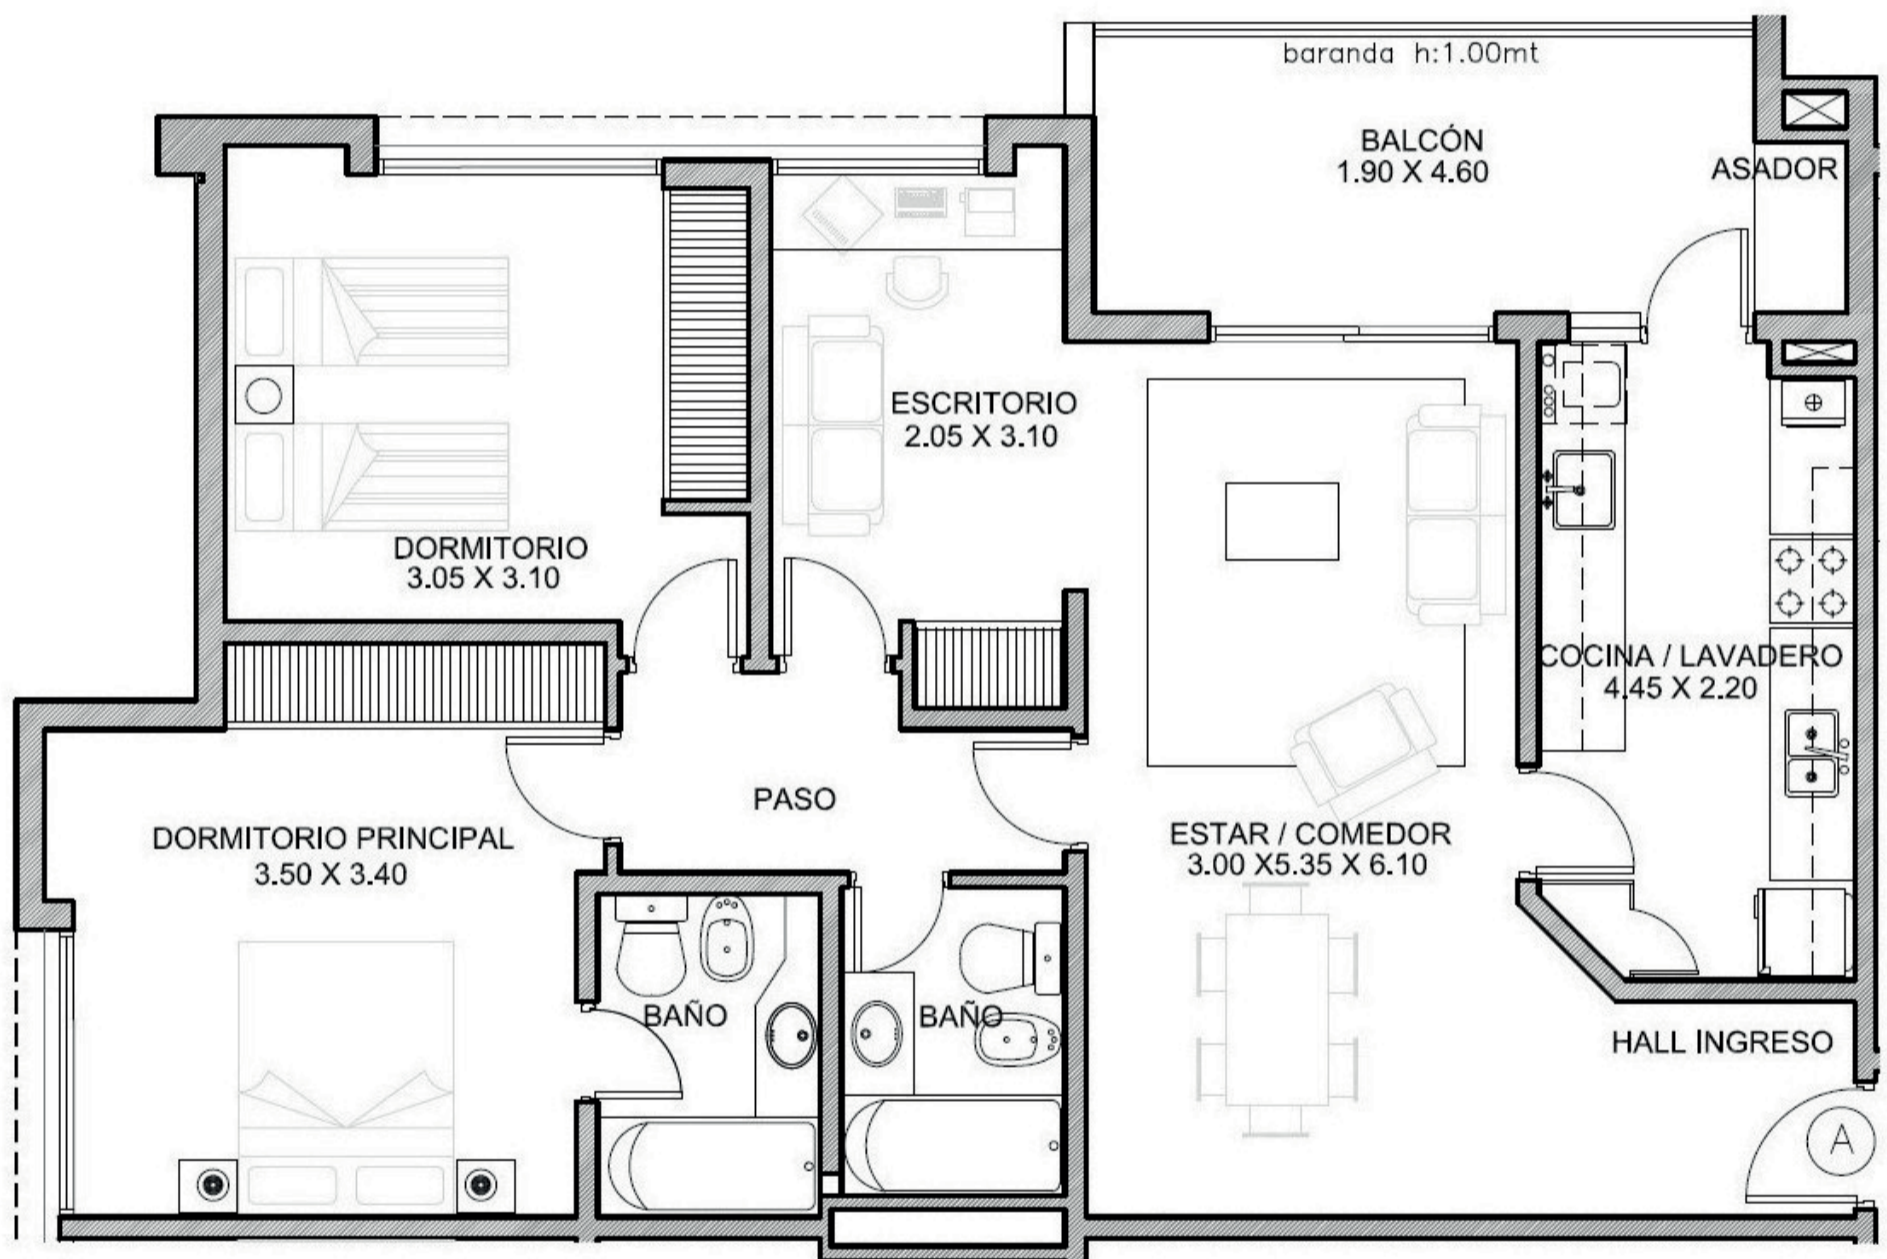 baranda h:1.00mt
BALCÓN
1.90 X 4.60
ASADOR
ESCRITORIO
2.05 X 3.10
DORMITORIO
3.05 X 3.10
COCINA / LAVADERO
4.45 X 2.20
PASO
DORMITORIO PRINCIPAL
3.50 X 3.40
ESTAR / COMEDOR
3.00 X5.35 X 6.10
BAÑO
BAÑO
HALL INGRESO
A